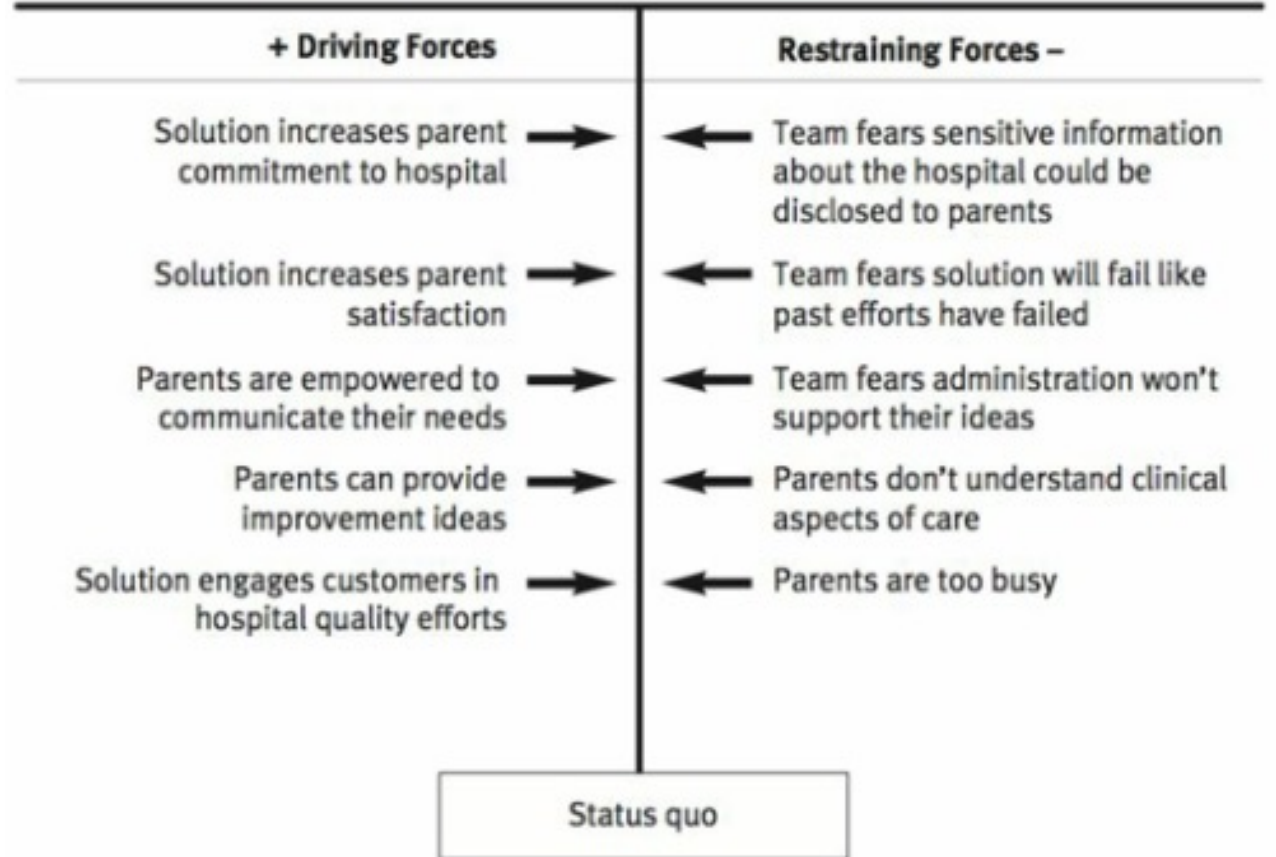 + Driving Forces
Restraining Forces –
Solution increases parent
commitment to hospital
Team fears sensitive information
about the hospital could be
disclosed to parents
Solution increases parent
satisfaction
Team fears solution will fail like
past efforts have failed
Parents are empowered to
communicate their needs
Team fears administration won't
support their ideas
Parents can provide
improvement ideas
Parents don't understand clinical
aspects of care
Solution engages customers in
hospital quality efforts
Parents are too busy
Status quo